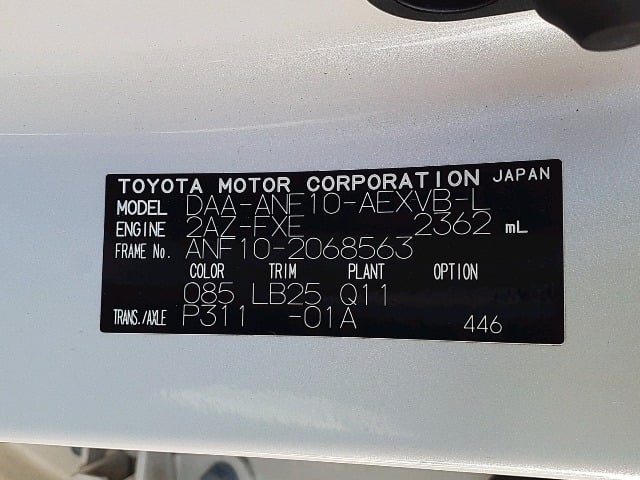 TOYOTA MOTOR CORPORATION JAPAN
MODEL DAA-ANF10-AEXVB-L
ENGINE 2AZ-FXE 2362 mL
FRAME No. ANF10-2068563
COLOR TRIM PLANT OPTION
085 LB25 Q11
TRANS./AXLE P311 -01A 446